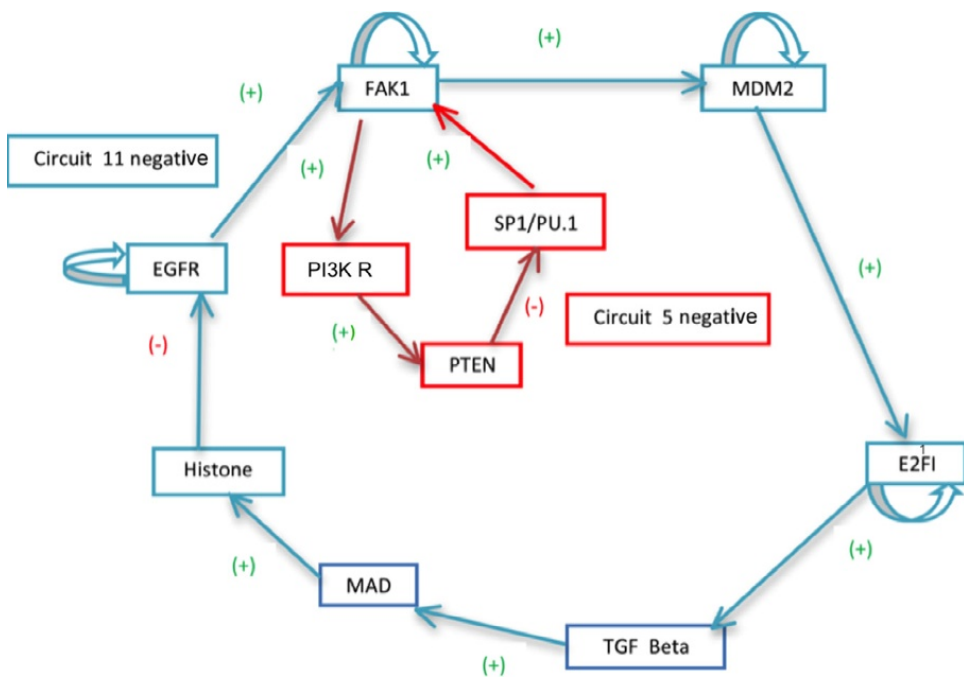 (+)
FAK1
MDM2
(+)
Circuit 11 negative
(+)
(+)
SP1/PU.1
EGFR
PI3K R
(+)
(-)
Circuit 5 negative
(-)
(+)
PTEN
1
E2FI
Histone
(+)
(+)
MAD
TGF Beta
(+)